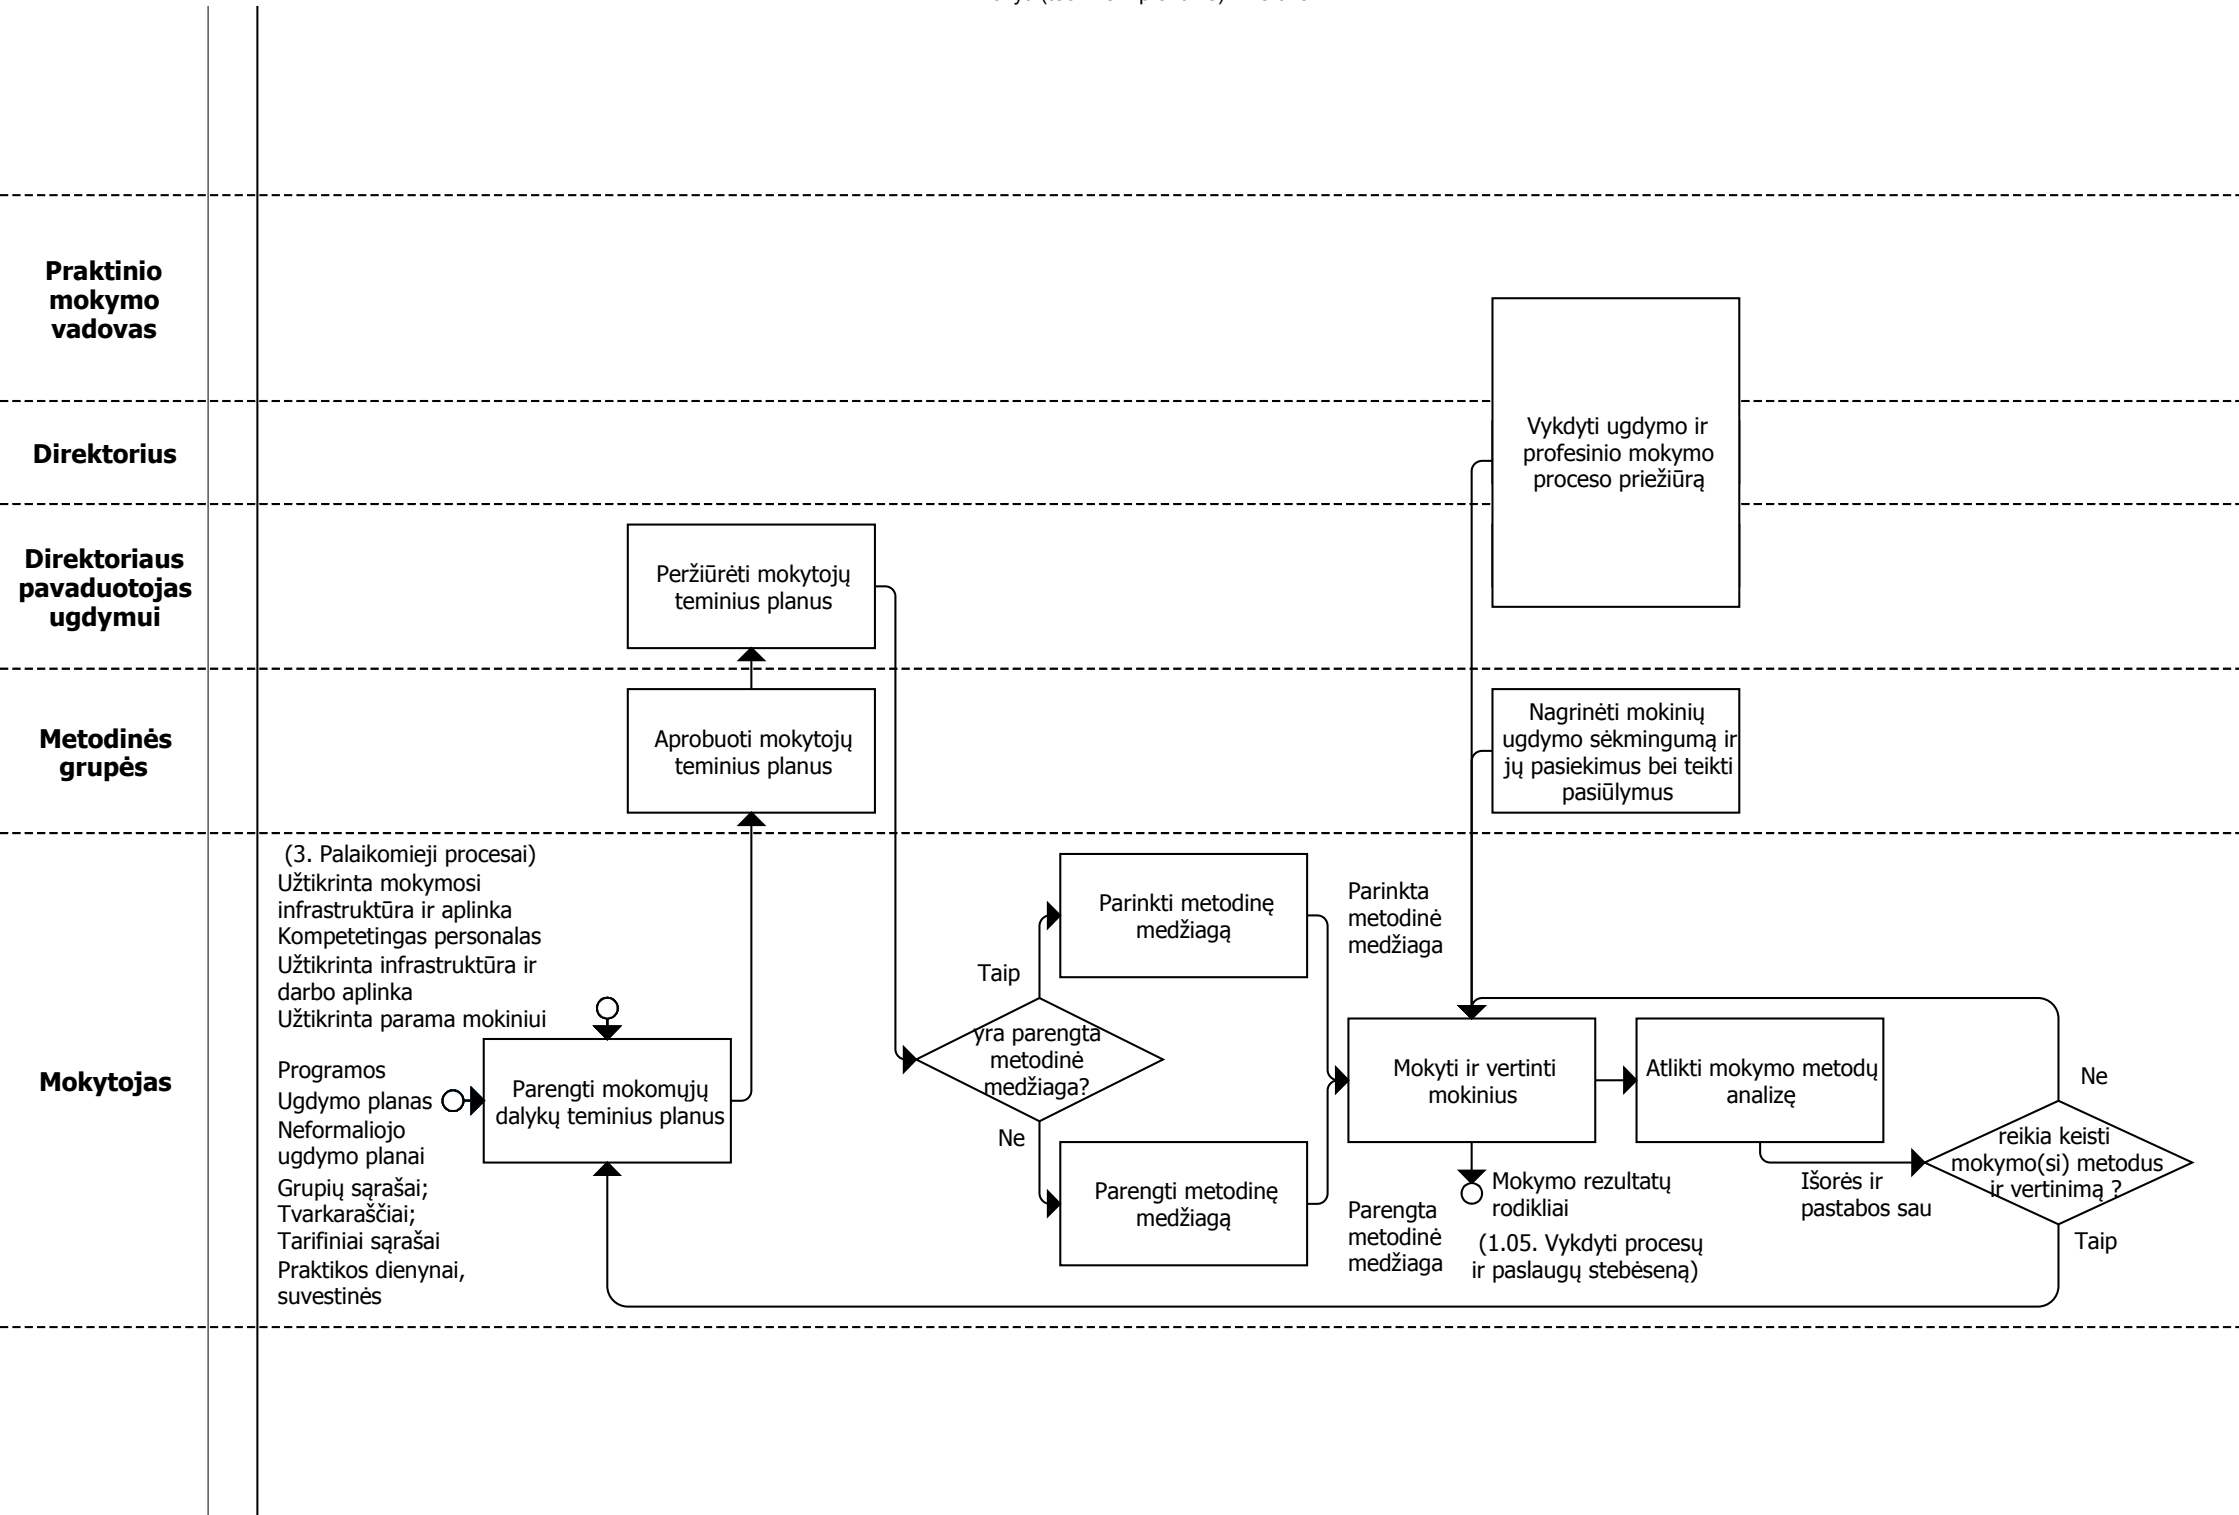 Praktinio
mokymo
vadovas
Direktorius
Direktoriaus
pavaduotojas
ugdymui
Metodinės
grupės
Mokytojas
Vykdyti ugdymo ir
profesinio mokymo
proceso priežiūrą
Peržiūrėti mokytojų
teminius planus
Aprobuoti mokytojų
teminius planus
Nagrinėti mokinių
ugdymo sėkmingumą ir
jų pasiekimus bei teikti
pasiūlymus
(3. Palaikomieji procesai)
Užtikrinta mokymosi
infrastruktūra ir aplinka
Kompetetingas personalas
Užtikrinta infrastruktūra ir
darbo aplinka
Užtikrinta parama mokiniui
Programos
Ugdymo planas
Neformaliojo
ugdymo planai
Grupių sąrašai;
Tvarkaraščiai;
Tarifiniai sąrašai
Praktikos dienynai,
suvestinės
Parengti mokomųjų
dalykų teminius planus
Taip
yra parengta
metodinė
medžiaga?
Ne
Parinkti metodinę
medžiagą
Parengti metodinę
medžiagą
Parinkta
metodinė
medžiaga
Parengta
metodinė
medžiaga
Mokyti ir vertinti
mokinius
Mokymo rezultatų
rodikliai
(1.05. Vykdyti procesų
ir paslaugų stebėseną)
Atlikti mokymo metodų
analizę
Išorės ir
pastabos sau
Ne
reikia keisti
mokymo(si) metodus
ir vertinimą ?
Taip